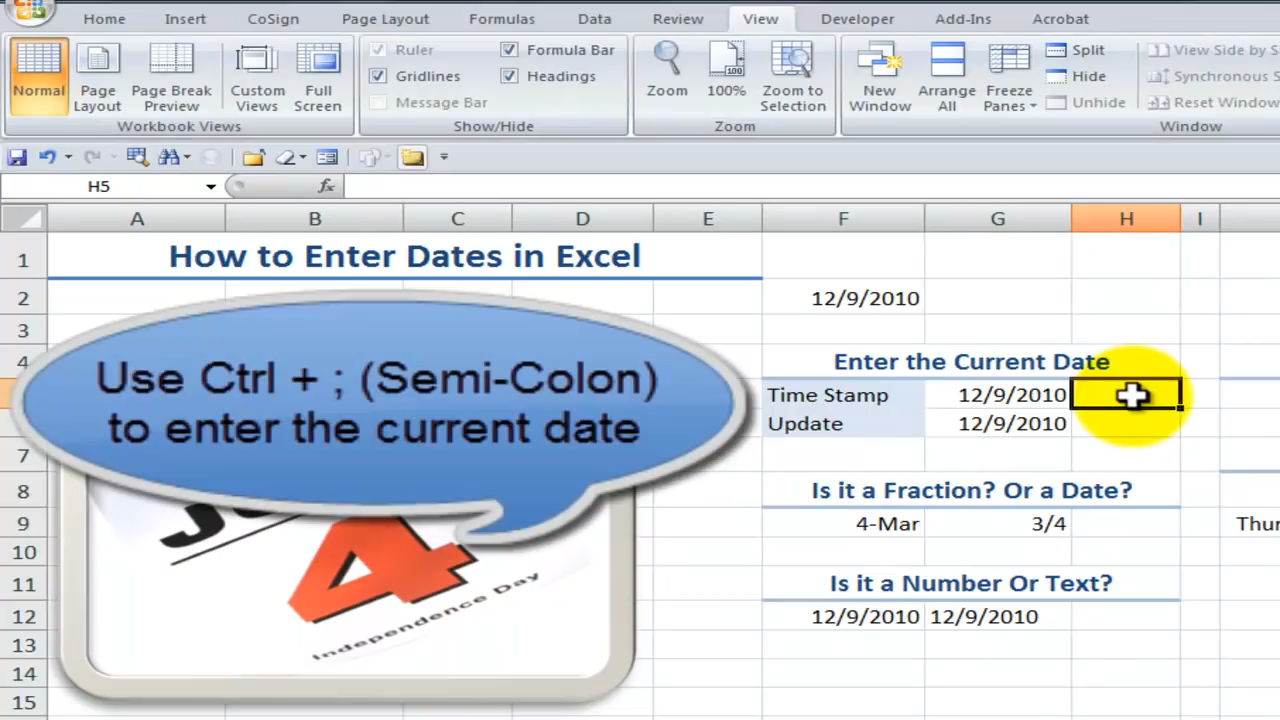 Home Insert CoSign Page Layout Formulas Data Review View Developer Add-Ins Acrobat
Normal
Page Layout
Page Break Preview
Custom Views
Full Screen
Workbook Views
Ruler
Formula Bar
Gridlines
Headings
Message Bar
Show/Hide
Zoom
100%
Zoom to Selection
Zoom
New Window
Arrange All
Freeze Panes
Split
Hide
Unhide
View Side by S
Synchronous S
Reset Window
Window
H5 fx
A B C D E F G H I
1 How to Enter Dates in Excel
2 12/9/2010
3
4 Enter the Current Date
Time Stamp 12/9/2010
Update 12/9/2010
7
8 Is it a Fraction? Or a Date?
9 4-Mar 3/4 Thur
10
11 Is it a Number Or Text?
12 12/9/2010 12/9/2010
13
14
15
Use Ctrl + ; (Semi-Colon)
to enter the current date
4
Independence Day